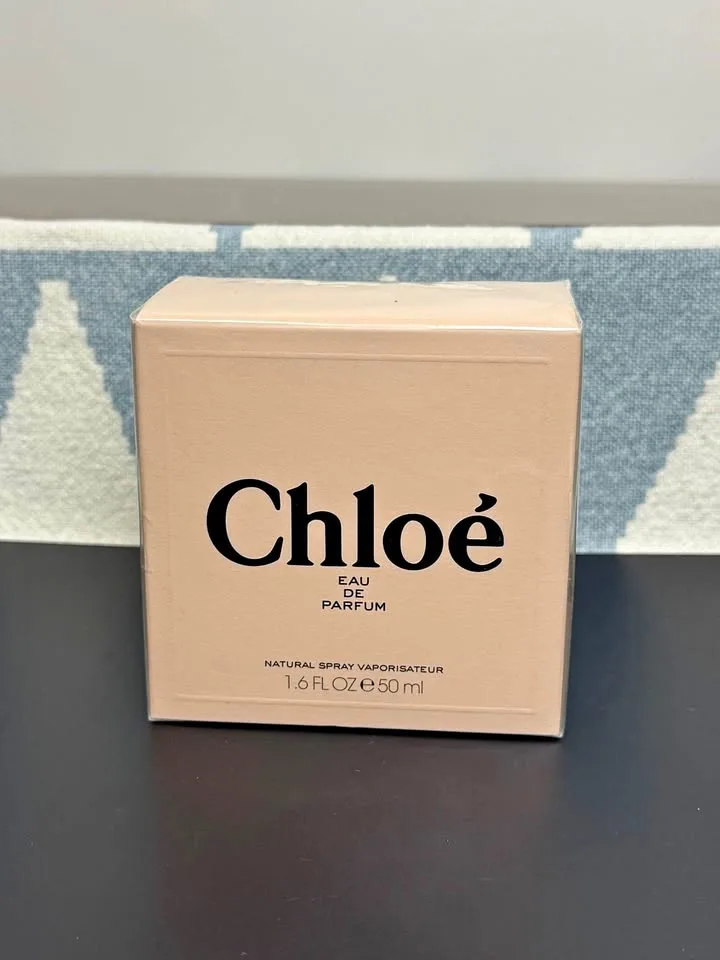 Chloé
EAU
DE
PARFUM
NATURAL SPRAY VAPORISATEUR
1.6 FL OZ ℮ 50 ml